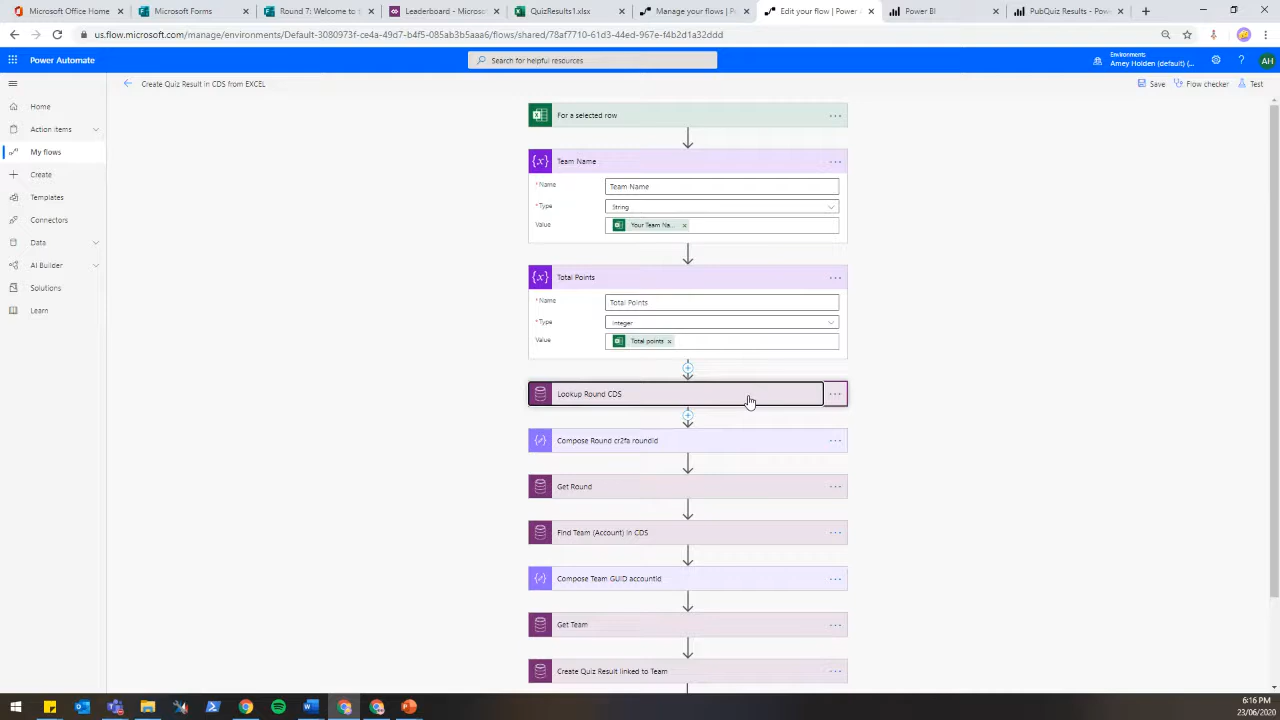 Microsoft Office Home
Microsoft Forms
Round 7: Welcome to
Leaderboard - Microso
QuizResults1.xlsx
Manage your flows | P
Edit your flow | Power
Power BI
PubQuiz Results - Pow
us.flow.microsoft.com/manage/environments/Default-3080973f-ce4a-49d7-b4f5-085ab3b5aaa6/flows/shared/78af7710-61d3-44ed-967e-f4b2d1a32ddd
Power Automate
Search for helpful resources
Environments
Amey Holden (default) (...
?
AH
Create Quiz Result in CDS from EXCEL
Save
Flow checker
Test
Home
Action items
My flows
Create
Templates
Connectors
Data
AI Builder
Solutions
Learn
For a selected row
Team Name
* Name
Team Name
* Type
String
Value
Your Team Na...
Total Points
* Name
Total Points
* Type
Integer
Value
Total points
Lookup Round CDS
Compose Round cr2fa roundid
Get Round
Find Team (Account) in CDS
Compose Team GUID accountid
Get Team
Create Quiz Result linked to Team
6:16 PM
23/06/2020